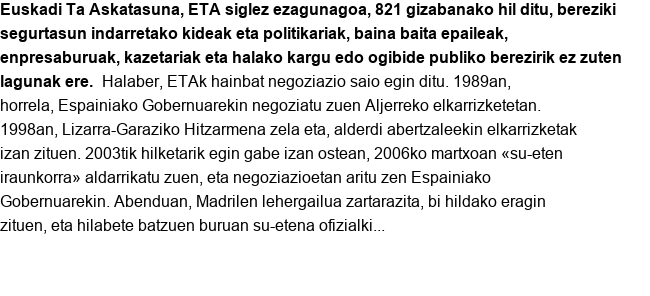 Euskadi Ta Askatasuna, ETA siglez ezagunagoa, 821 gizabanako hil ditu, bereziki
segurtasun indarretako kideak eta politikariak, baina baita epaileak,
enpresaburuak, kazetariak eta halako kargu edo ogibide publiko berezirik ez zuten
lagunak ere.  Halaber, ETAk hainbat negoziazio saio egin ditu. 1989an,
horrela, Espainiako Gobernuarekin negoziatu zuen Aljerreko elkarrizketetan.
1998an, Lizarra-Garaziko Hitzarmena zela eta, alderdi abertzaleekin elkarrizketak
izan zituen. 2003tik hilketarik egin gabe izan ostean, 2006ko martxoan «su-eten
iraunkorra» aldarrikatu zuen, eta negoziazioetan aritu zen Espainiako
Gobernuarekin. Abenduan, Madrilen lehergailua zartarazita, bi hildako eragin
zituen, eta hilabete batzuen buruan su-etena ofizialki...